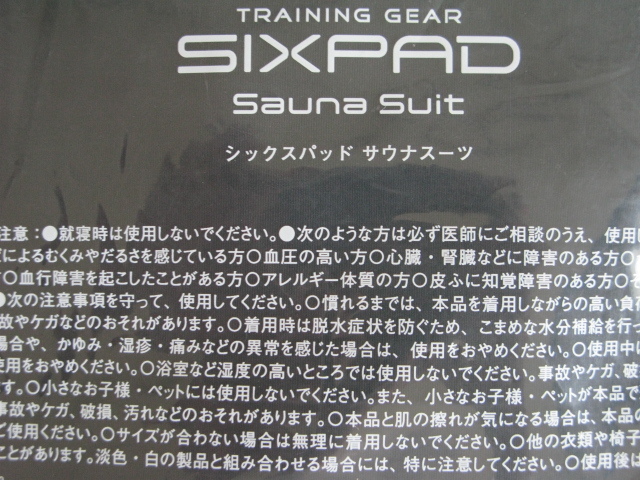 TRAINING GEAR
SIXPAD
Sauna Suit
シックスパッド サウナスーツ
注意：●就寝時は使用しないでください。●次のような方は必ず医師にご相談のうえ、使用し
によるむくみやだるさを感じている方〇血圧の高い方〇心臓・腎臓などに障害のある方〇
〇血行障害を起こしたことがある方〇アレルギー体質の方〇皮ふに知覚障害のある方〇そ
●次の注意事項を守って、使用してください。〇慣れるまでは、本品を着用しながらの高い負
事故やケガなどのおそれがあります。〇着用時は脱水症状を防ぐため、こまめな水分補給を行っ
場合や、かゆみ・湿疹・痛みなどの異常を感じた場合は、使用をおやめください。〇使用中に
使用をおやめください。〇浴室など湿度の高いところでは使用しないでください。事故やケガ、破
す。〇小さなお子様・ペットには使用しないでください。また、小さなお子様・ペットが本品で
事故やケガ、破損、汚れなどのおそれがあります。〇本品と肌の擦れが気になる場合は、本品の
ご使用ください。〇サイズが合わない場合は無理に着用しないでください。〇他の衣類や椅子
ことがあります。淡色・白の製品と組み合わせる場合には、特に注意してください。〇使用後は